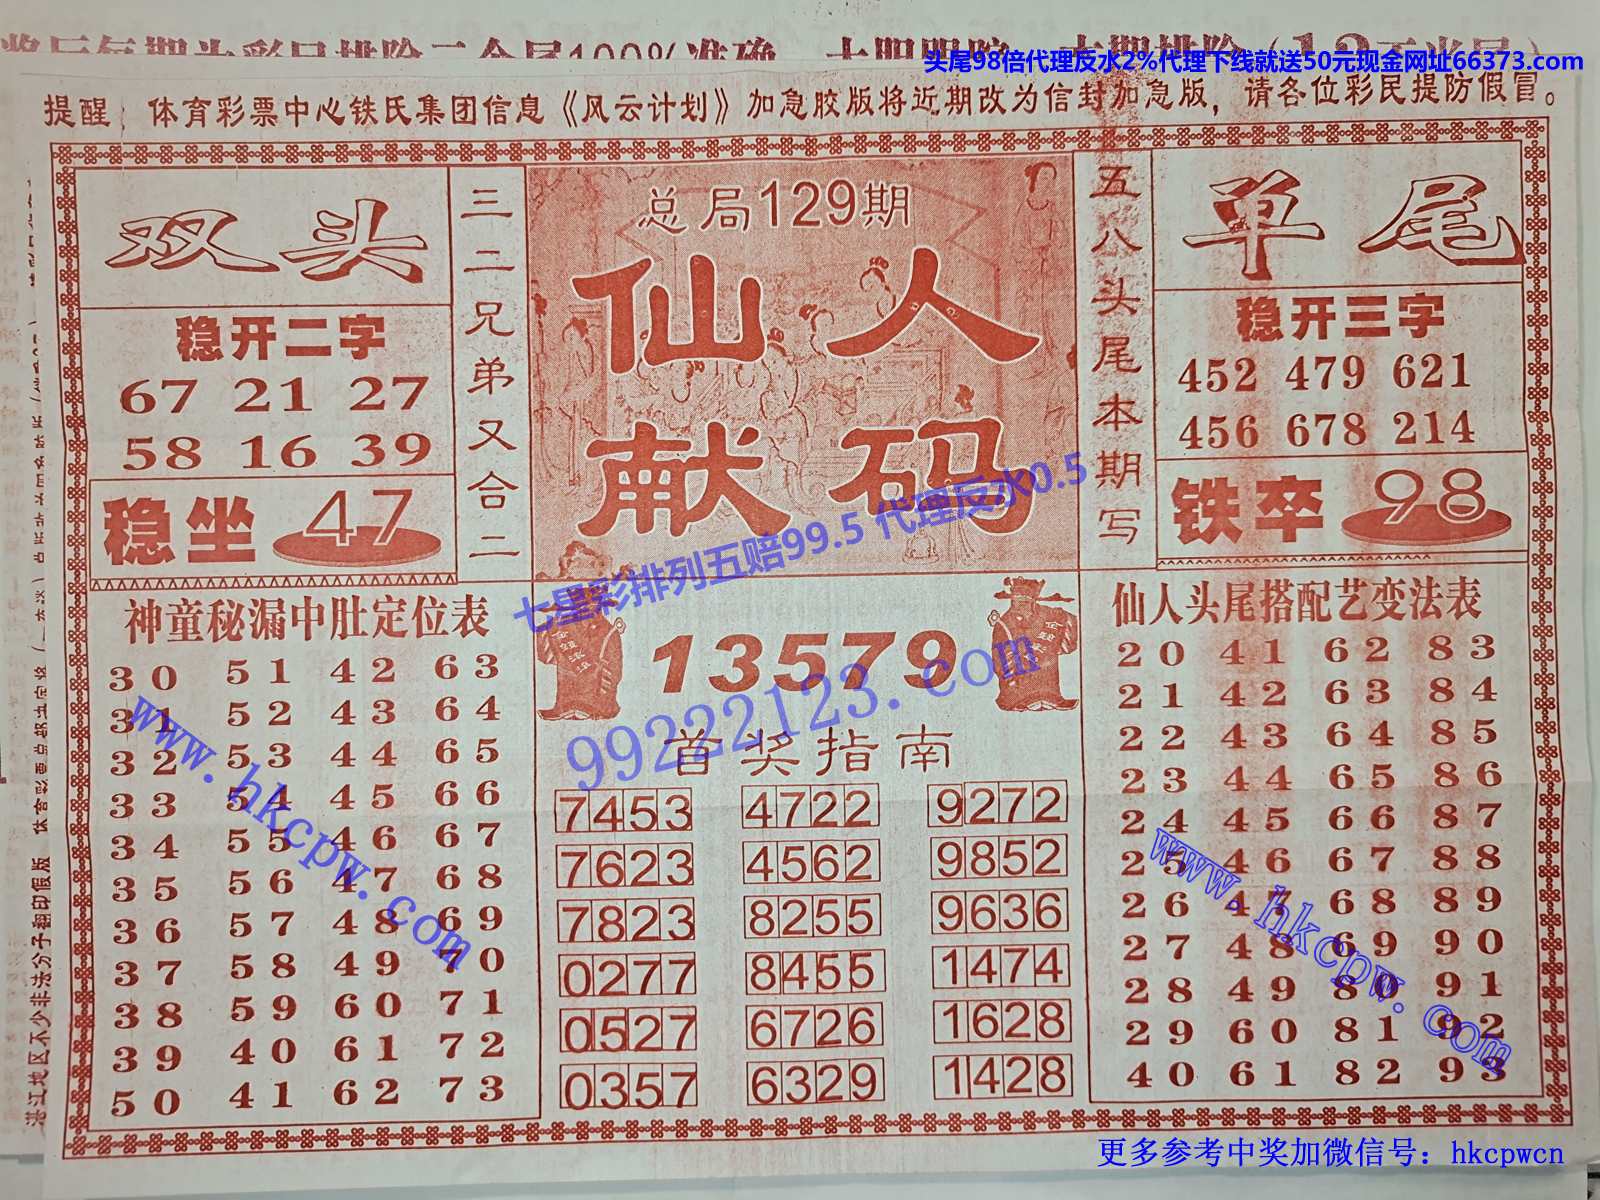 头尾98倍代理反水2%代理下线就送50元现金网址66373.com
提醒：体育彩票中心铁氏集团信息《风云计划》加急胶版将近期改为信封加急版，请各位彩民提防假冒。
双头
稳开二字
67 21 27
58 16 39
稳坐 47
三二兄弟又合二
总局129期
仙人
献码
五八头尾本期写
单尾
稳开三字
452 479 621
456 678 214
铁卒 98
七星彩排列五赔99.5 代理反水0.5
99222123.com
神童秘漏中肚定位表
30 51 42 63
31 52 43 64
32 53 44 65
33 54 45 66
34 55 46 67
35 56 47 68
36 57 48 69
37 58 49 70
38 59 60 71
39 40 61 72
50 41 62 73
www.hkcpw.com
13579
首奖指南
7453 4722 9272
7623 4562 9852
7823 8255 9636
0277 8455 1474
0527 6726 1628
0357 6329 1428
仙人头尾搭配艺变法表
20 41 62 83
21 42 63 84
22 43 64 85
23 44 65 86
24 45 66 87
25 46 67 88
26 47 68 89
27 48 69 90
28 49 80 91
29 60 81 92
40 61 82 93
www.hkcpw.com
湛江地区不少非法分子翻印假版
更多参考中奖加微信号：hkcpwcn